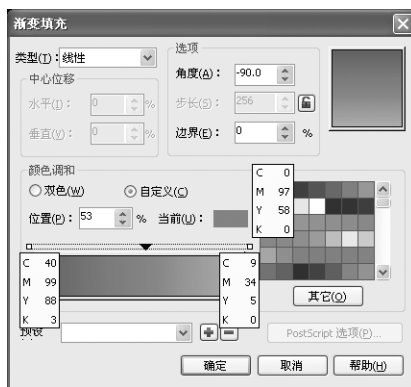 渐变填充
类型(T): 线性
选项
角度(A): -90.0
步长(S): 256
边界(E): 0 %
中心位移
水平(I): 0 %
垂直(V): 0 %
颜色调和
双色(W) 自定义(C)
位置(P): 53 % 当前(U):
C 0
M 97
Y 58
K 0
C 40
M 99
Y 88
K 3
C 9
M 34
Y 5
K 0
其它(O)
预设
PostScript 选项(P)...
确定 取消 帮助(H)